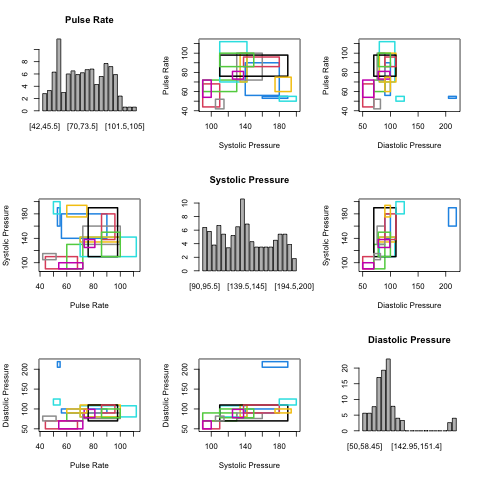 Pulse Rate
0 2 4 6 8
[42,45.5] [70,73.5] [101.5,105]
Pulse Rate
40 60 80 100
100 140 180
Systolic Pressure
Pulse Rate
40 60 80 100
50 100 150 200
Diastolic Pressure
Systolic Pressure
100 140 180
40 60 80 100
Pulse Rate
Systolic Pressure
0 2 4 6 8 10
[90,95.5] [139.5,145] [194.5,200]
Systolic Pressure
100 140 180
50 100 150 200
Diastolic Pressure
Diastolic Pressure
50 100 150 200
40 60 80 100
Pulse Rate
Diastolic Pressure
50 100 150 200
100 140 180
Systolic Pressure
Diastolic Pressure
0 5 10 15 20
[50,58.45] [142.95,151.4]